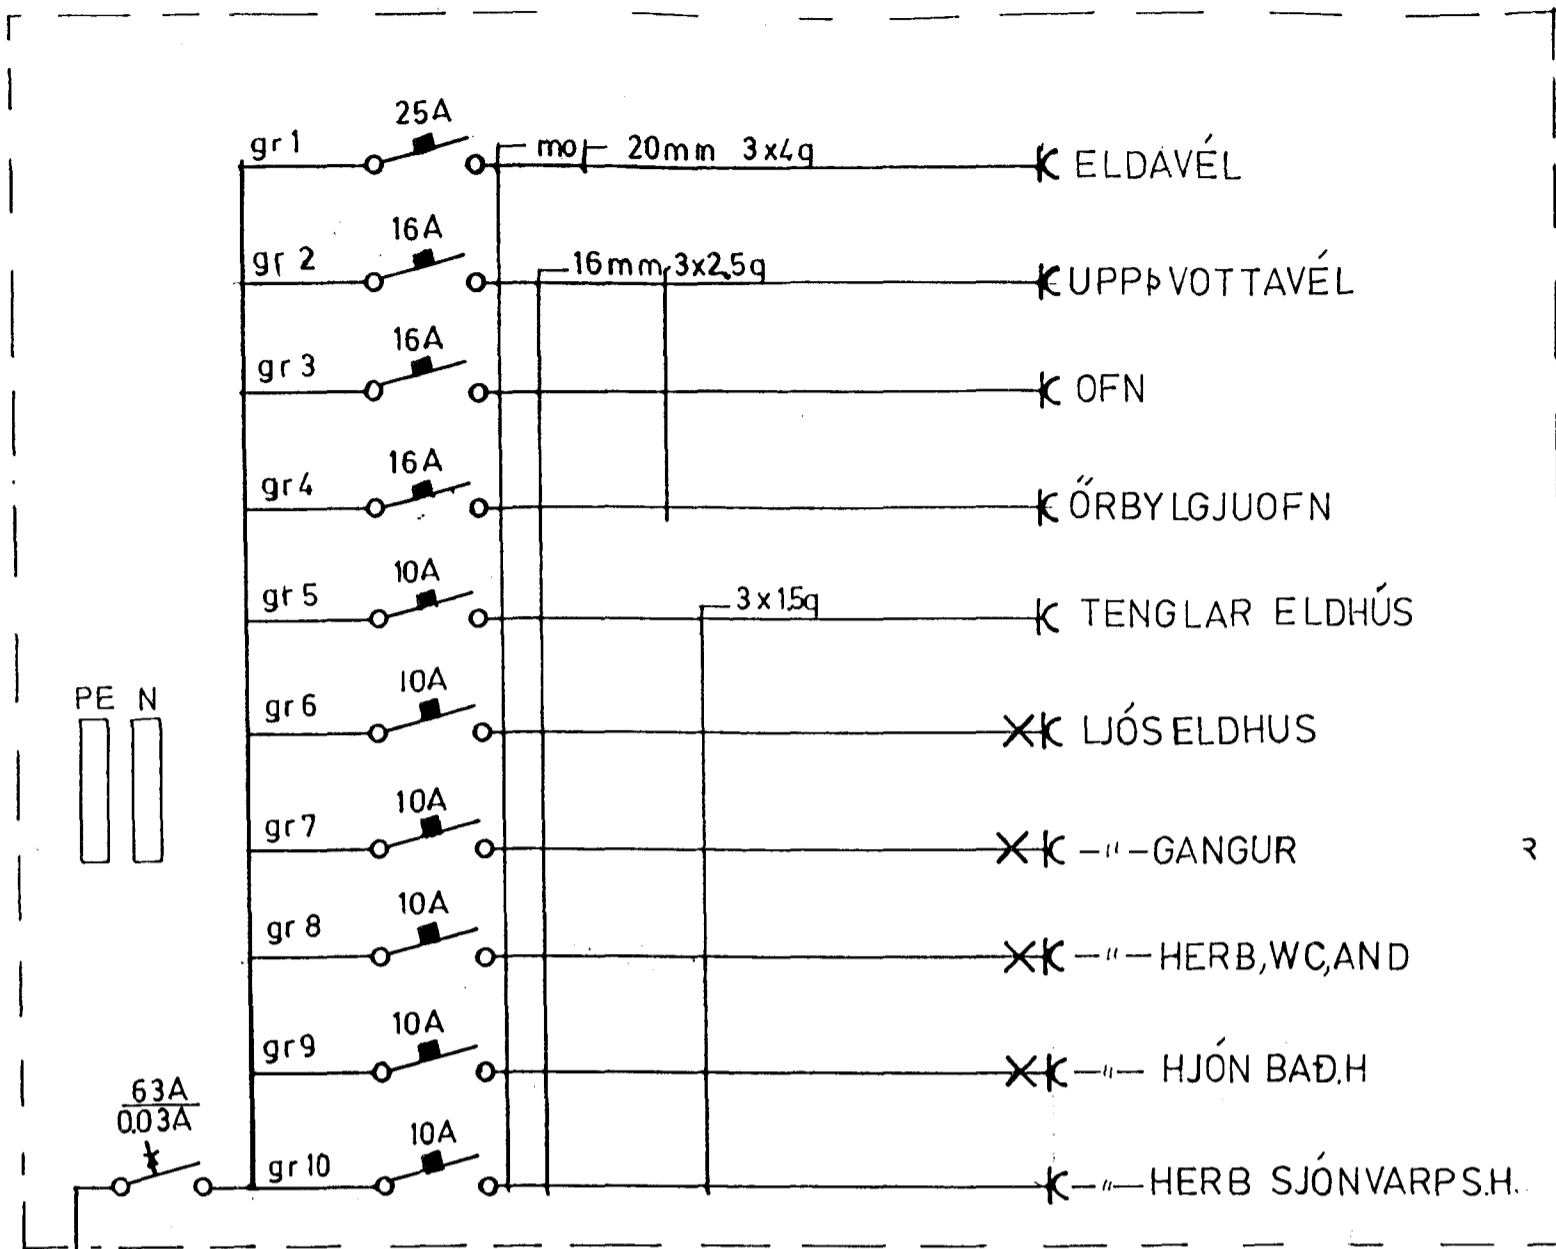 25A
gr 1 mo 20mm 3x4q ELDAVÉL
16A
gr 2 16mm 3x2,5q UPPÞVOTTAVÉL
16A
gr 3 OFN
16A
gr 4 ÖRBYLGJUOFN
10A
gr 5 3x1.5q TENGLAR ELDHÚS
10A
gr 6 LJÓS ELDHUS
PE N
10A
gr 7 -"- GANGUR
10A
gr 8 -"- HERB,WC,AND
10A
gr 9 -"- HJÓN BAÐ.H
63A
0.03A
10A
gr 10 -"- HERB SJÓNVARPS.H.